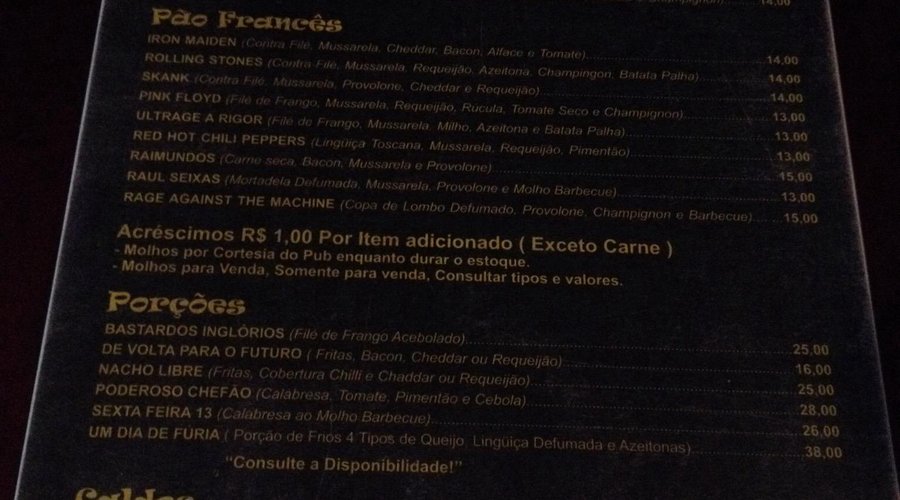 14,00
Pão Francês
IRON MAIDEN (Contra Filé, Mussarela, Cheddar, Bacon, Alface e Tomate) 14,00
ROLLING STONES (Contra Filé, Mussarela, Requeijão, Azeitona, Champingon, Batata Palha) 14,00
SKANK (Contra Filé, Mussarela, Provolone, Cheddar e Requeijão) 14,00
PINK FLOYD (Filé de Frango, Mussarela, Requeijão, Rúcula, Tomate Seco e Champignon) 13,00
ULTRAGE A RIGOR (Filé de Frango, Mussarela, Milho, Azeitona e Batata Palha) 13,00
RED HOT CHILI PEPPERS (Lingüiça Toscana, Mussarela, Requeijão, Pimentão) 13,00
RAIMUNDOS (Carne seca, Bacon, Mussarela e Provolone) 15,00
RAUL SEIXAS (Mortadela Defumada, Mussarela, Provolone e Molho Barbecue) 13,00
RAGE AGAINST THE MACHINE (Copa de Lombo Defumado, Provolone, Champignon e Barbecue) 15,00
Acréscimos R$ 1,00 Por Item adicionado ( Exceto Carne )
- Molhos por Cortesia do Pub enquanto durar o estoque.
- Molhos para Venda, Somente para venda, Consultar tipos e valores.
Porções
BASTARDOS INGLÓRIOS (Filé de Frango Acebolado) 25,00
DE VOLTA PARA O FUTURO ( Fritas, Bacon, Cheddar ou Requeijão) 16,00
NACHO LIBRE (Fritas, Cobertura Chilli e Chaddar ou Requeijão) 25,00
PODEROSO CHEFÃO (Calabresa, Tomate, Pimentão e Cebola) 28,00
SEXTA FEIRA 13 (Calabresa ao Molho Barbecue) 26,00
UM DIA DE FÚRIA ( Porção de Frios 4 Tipos de Queijo, Lingüiça Defumada e Azeitonas) 38,00
"Consulte a Disponibilidade!"
Caldos